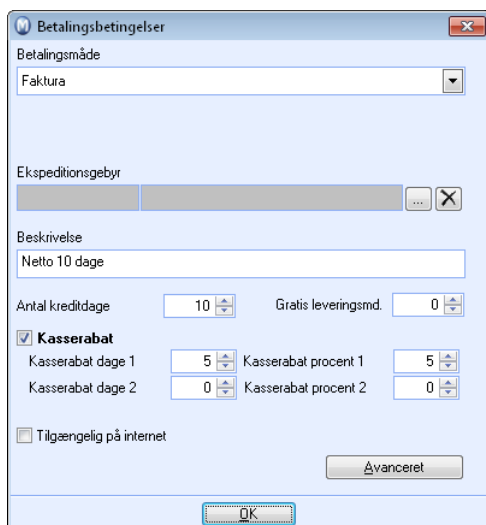 Betalingsbetingelser
Betalingsmåde
Faktura
Ekspeditionsgebyr
...
Beskrivelse
Netto 10 dage
Antal kreditdage 10 Gratis leveringsmd. 0
Kasserabat
Kasserabat dage 1 5 Kasserabat procent 1 5
Kasserabat dage 2 0 Kasserabat procent 2 0
Tilgængelig på internet
Avanceret
OK